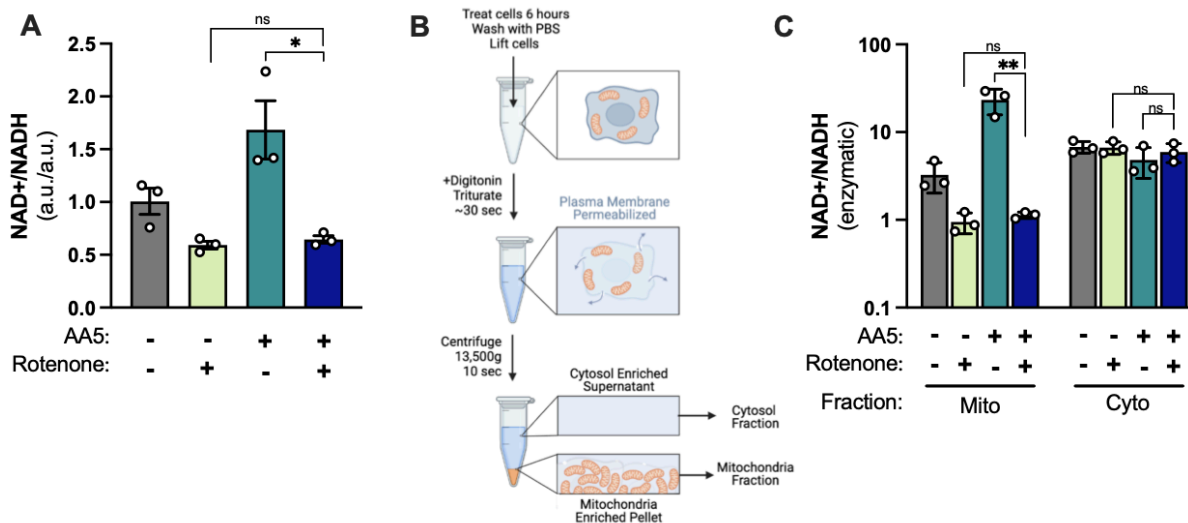 A
ns
*
2.5
2.0
1.5
1.0
0.5
0.0
NAD+/NADH
(a.u./a.u.)
AA5: - - + +
Rotenone: - + - +
B
Treat cells 6 hours
Wash with PBS
Lift cells
+Digitonin
Triturate
~30 sec
Plasma Membrane
Permeabilized
Centrifuge
13,500g
10 sec
Cytosol Enriched
Supernatant
Cytosol
Fraction
Mitochondria
Fraction
Mitochondria
Enriched Pellet
C
ns
**
ns
ns
100
10
1
0.1
NAD+/NADH
(enzymatic)
AA5: - - + + - - + +
Rotenone: - + - + - + - +
Fraction: Mito Cyto